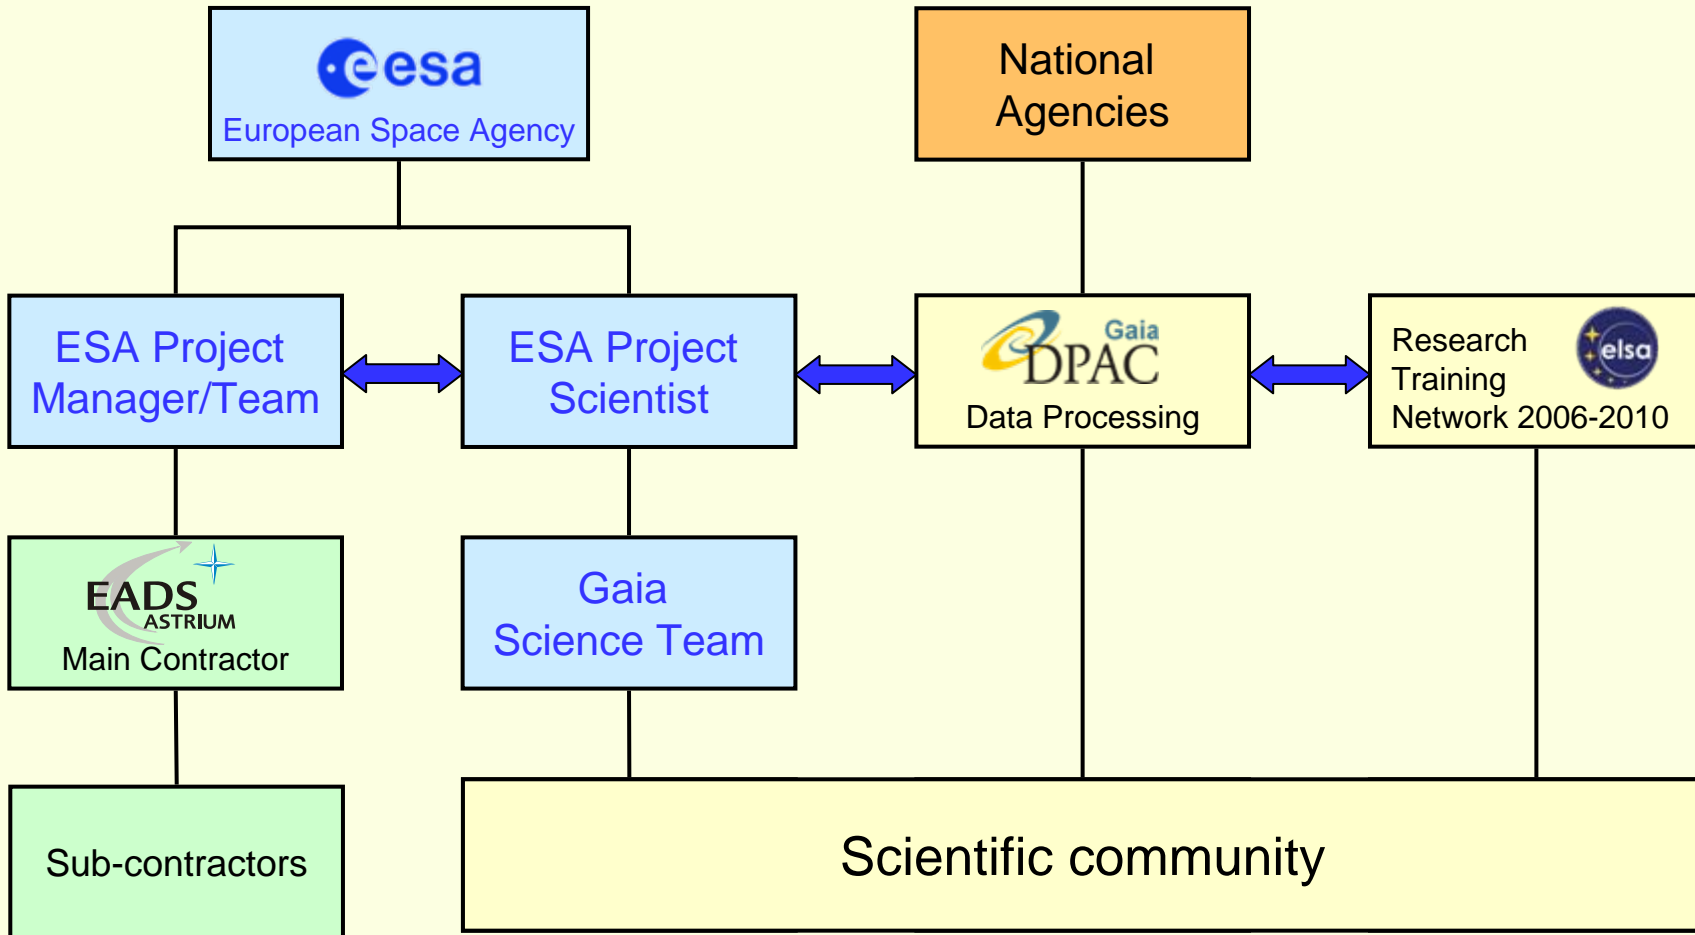 esa
European Space Agency
National
Agencies
ESA Project
Manager/Team
ESA Project
Scientist
Gaia
DPAC
Data Processing
Research
Training
Network 2006-2010
elsa
EADS
ASTRIUM
Main Contractor
Gaia
Science Team
Sub-contractors
Scientific community